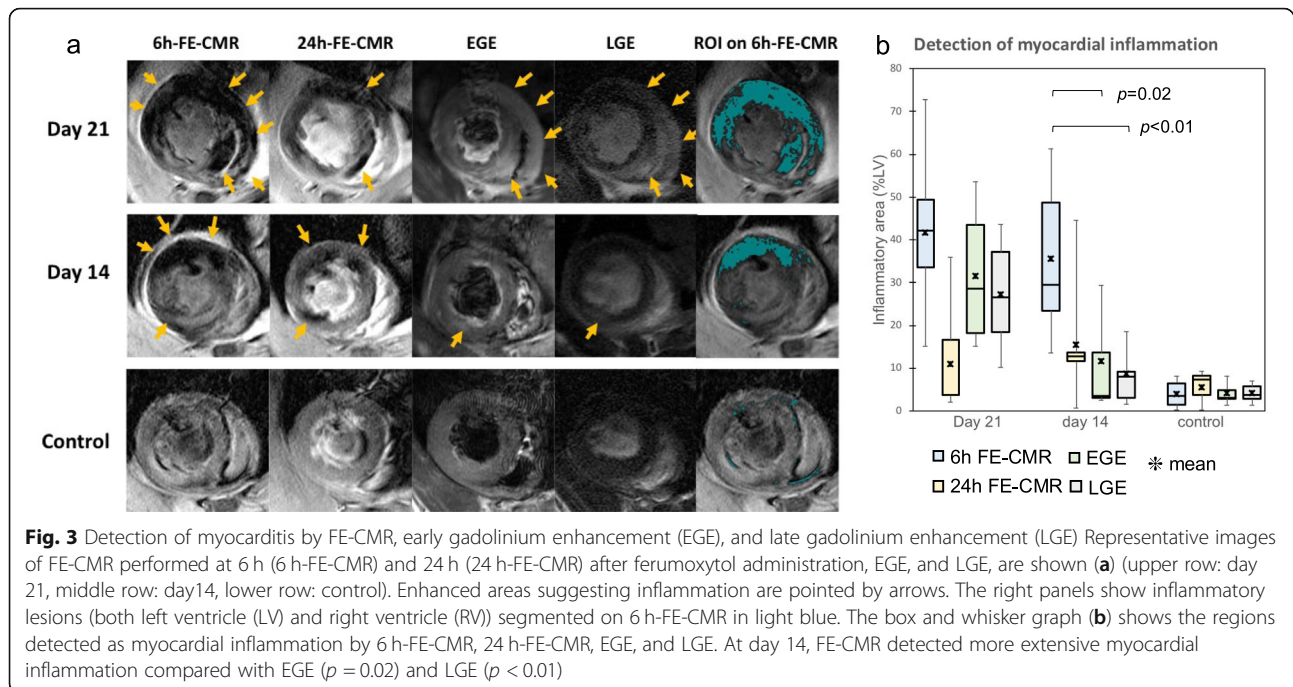 a
6h-FE-CMR 24h-FE-CMR EGE LGE ROI on 6h-FE-CMR
Day 21
Day 14
Control
b Detection of myocardial inflammation
Inflammatory area (%LV)
80
70
60
50
40
30
20
10
0
p=0.02
p<0.01
Day 21 day 14 control
6h FE-CMR EGE * mean
24h FE-CMR LGE
Fig. 3 Detection of myocarditis by FE-CMR, early gadolinium enhancement (EGE), and late gadolinium enhancement (LGE) Representative images
of FE-CMR performed at 6 h (6 h-FE-CMR) and 24 h (24 h-FE-CMR) after ferumoxytol administration, EGE, and LGE, are shown (a) (upper row: day
21, middle row: day14, lower row: control). Enhanced areas suggesting inflammation are pointed by arrows. The right panels show inflammatory
lesions (both left ventricle (LV) and right ventricle (RV)) segmented on 6 h-FE-CMR in light blue. The box and whisker graph (b) shows the regions
detected as myocardial inflammation by 6 h-FE-CMR, 24 h-FE-CMR, EGE, and LGE. At day 14, FE-CMR detected more extensive myocardial
inflammation compared with EGE (p = 0.02) and LGE (p < 0.01)